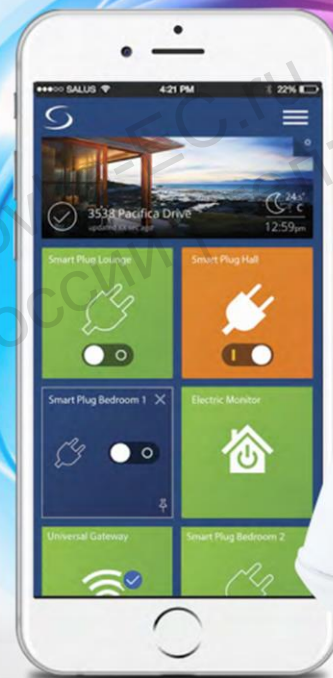 SALUS 4:21 PM 22%
3538 Pacifica Drive
12:59pm
Smart Plug Lounge Smart Plug Hall
Smart Plug Bedroom 1 Electric Monitor
Universal Gateway Smart Plug Bedroom 2